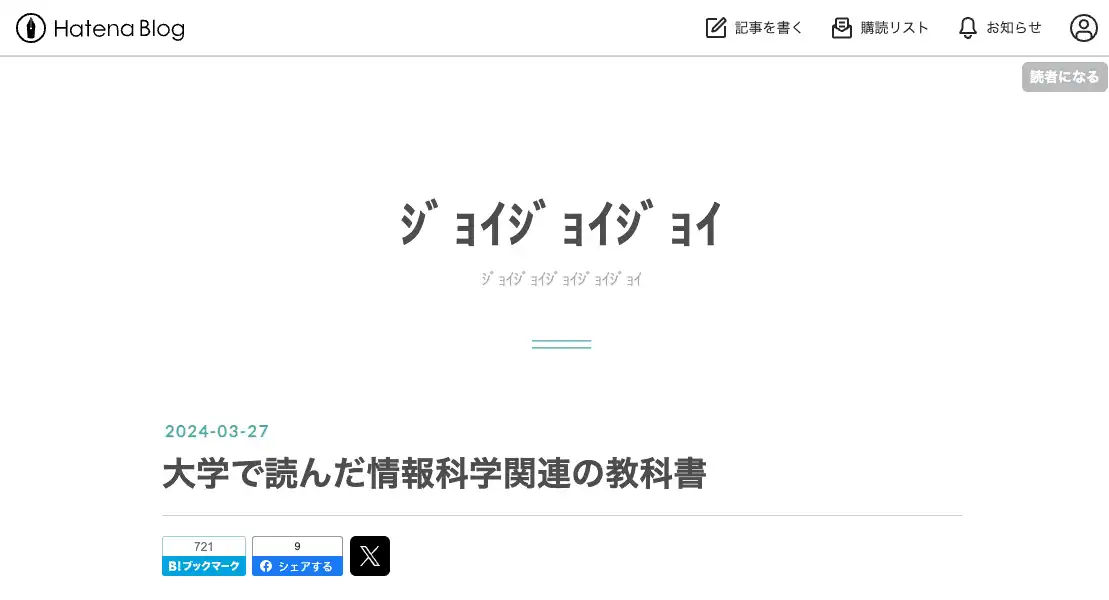 Hatena Blog
記事を書く 購読リスト お知らせ
読者になる
ｼﾞｮｲｼﾞｮｲｼﾞｮｲ
ｼﾞｮｲｼﾞｮｲｼﾞｮｲｼﾞｮｲｼﾞｮｲ
2024-03-27
大学で読んだ情報科学関連の教科書
721 9
B!ブックマーク シェアする X